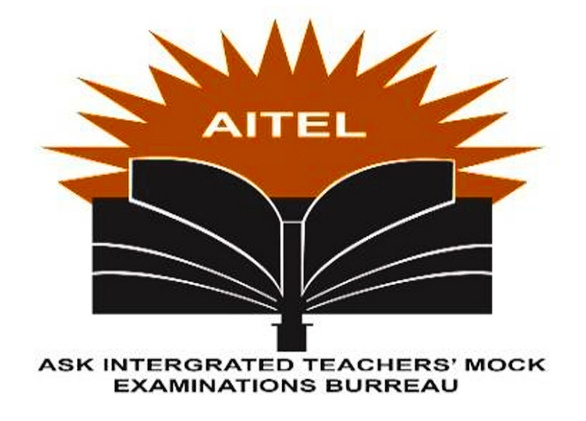 AITEL
ASK INTERGRATED TEACHERS' MOCK
EXAMINATIONS BURREAU